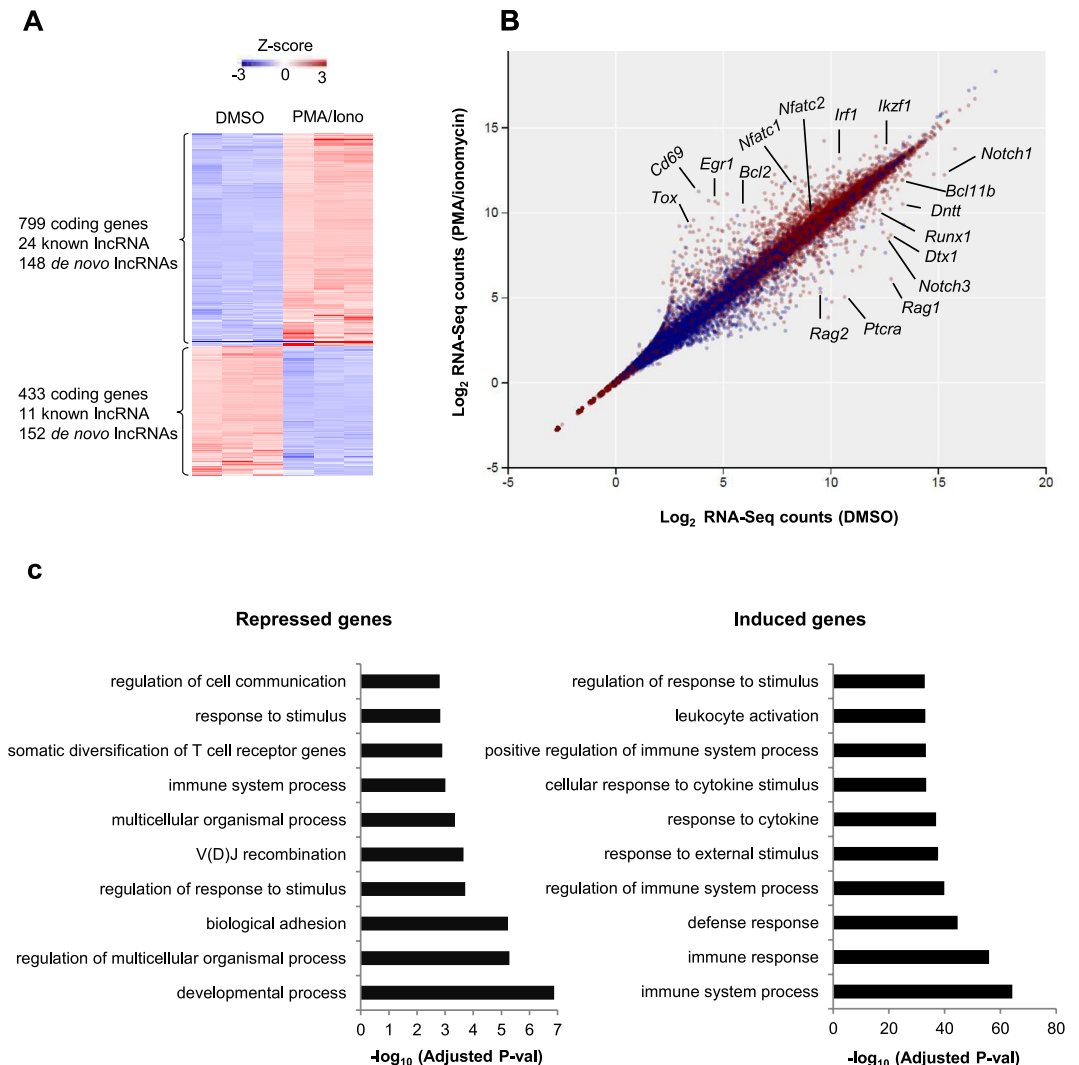 A
Z-score
-3 0 3
DMSO PMA/Iono
799 coding genes
24 known lncRNA
148 de novo lncRNAs
433 coding genes
11 known lncRNA
152 de novo lncRNAs
B
Log2 RNA-Seq counts (PMA/ionomycin)
15
10
5
0
-5
-5 0 5 10 15 20
Log2 RNA-Seq counts (DMSO)
Tox
Cd69
Egr1
Bcl2
Nfatc1
Nfatc2
Irf1
Ikzf1
Notch1
Bcl11b
Dntt
Runx1
Dtx1
Notch3
Rag1
Ptcra
Rag2
c
Repressed genes
regulation of cell communication
response to stimulus
somatic diversification of T cell receptor genes
immune system process
multicellular organismal process
V(D)J recombination
regulation of response to stimulus
biological adhesion
regulation of multicellular organismal process
developmental process
0 1 2 3 4 5 6 7
-log10 (Adjusted P-val)
Induced genes
regulation of response to stimulus
leukocyte activation
positive regulation of immune system process
cellular response to cytokine stimulus
response to cytokine
response to external stimulus
regulation of immune system process
defense response
immune response
immune system process
0 20 40 60 80
-log10 (Adjusted P-val)